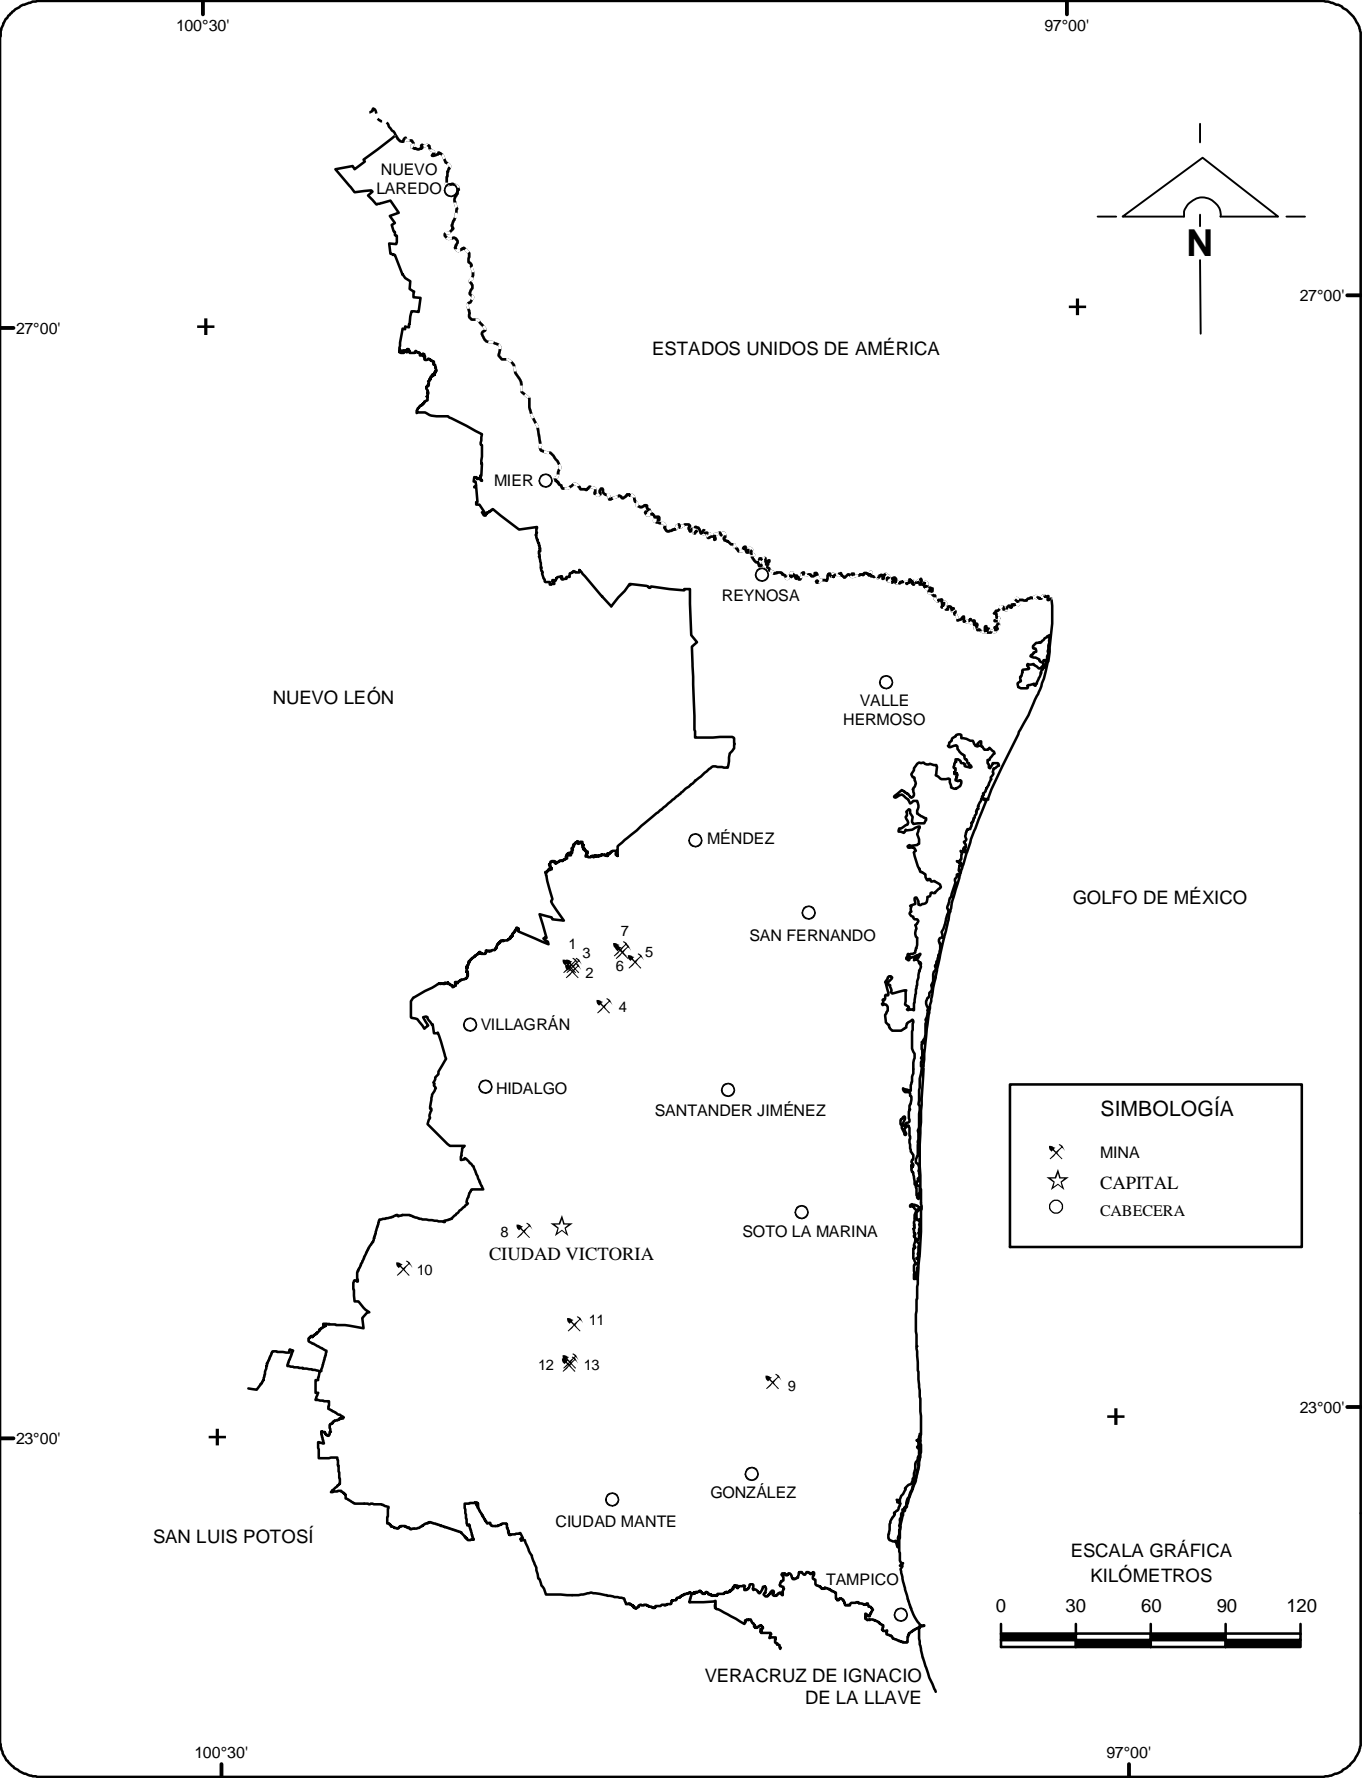 100°30'
97°00'
NUEVO
LAREDO
N
27°00'
27°00'
ESTADOS UNIDOS DE AMÉRICA
MIER
REYNOSA
NUEVO LEÓN
VALLE
HERMOSO
MÉNDEZ
GOLFO DE MÉXICO
SAN FERNANDO
7
1
3
5
6
2
4
VILLAGRÁN
HIDALGO
SANTANDER JIMÉNEZ
SIMBOLOGÍA
MINA
CAPITAL
CABECERA
8
SOTO LA MARINA
CIUDAD VICTORIA
10
11
12
13
9
23°00'
23°00'
GONZÁLEZ
CIUDAD MANTE
SAN LUIS POTOSÍ
ESCALA GRÁFICA
KILÓMETROS
0 30 60 90 120
TAMPICO
VERACRUZ DE IGNACIO
DE LA LLAVE
100°30'
97°00'